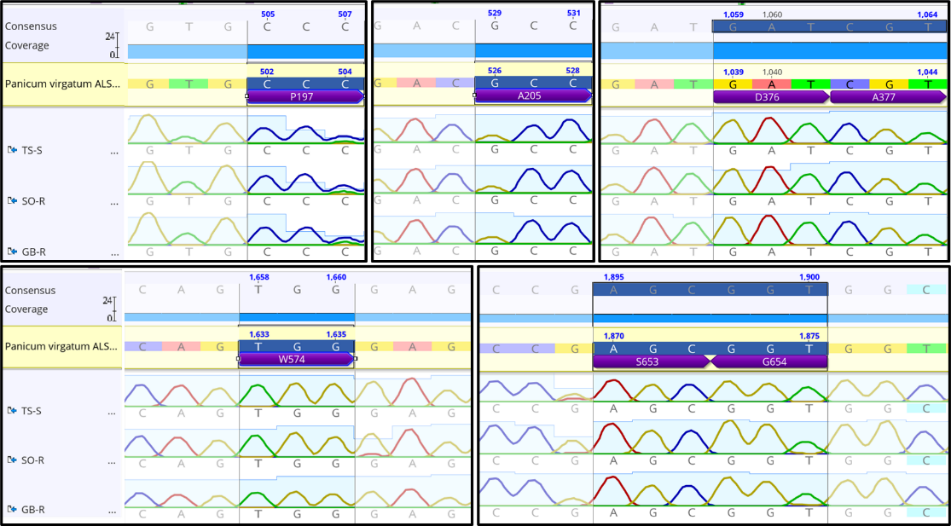 505 507
Consensus G T G C C C
Coverage 24
0
502 504
Panicum virgatum ALS... G T G C C C
P197
TS-S ... G T G C C C
SO-R ... G T G C C C
GB-R ... G T G C C C
529 531
G A C G C C
526 528
G A C G C C
A205
G A C G C C
G A C G C C
G A C G C C
1,059 1,060 1,064
G A T G A T C G T
1,039 1,040 1,044
G A T G A T C G T
D376 A377
G A T G A T C G T
G A T G A T C G T
G A T G A T C G T
1,658 1,660
Consensus C A G T G G G A G
Coverage 24
0
1,633 1,635
Panicum virgatum ALS... C A G T G G G A G
W574
TS-S ... C A G T G G G A G
SO-R ... C A G T G G G A G
GB-R ... C A G T G G G A G
1,895 1,900
C C G A G C G G T G G C
1,870 1,875
C C G A G C G G T G G T
S653 G654
C C G A G C G G T G G C
C C G A G C G G T G G C
C C G A G C G G T G G C